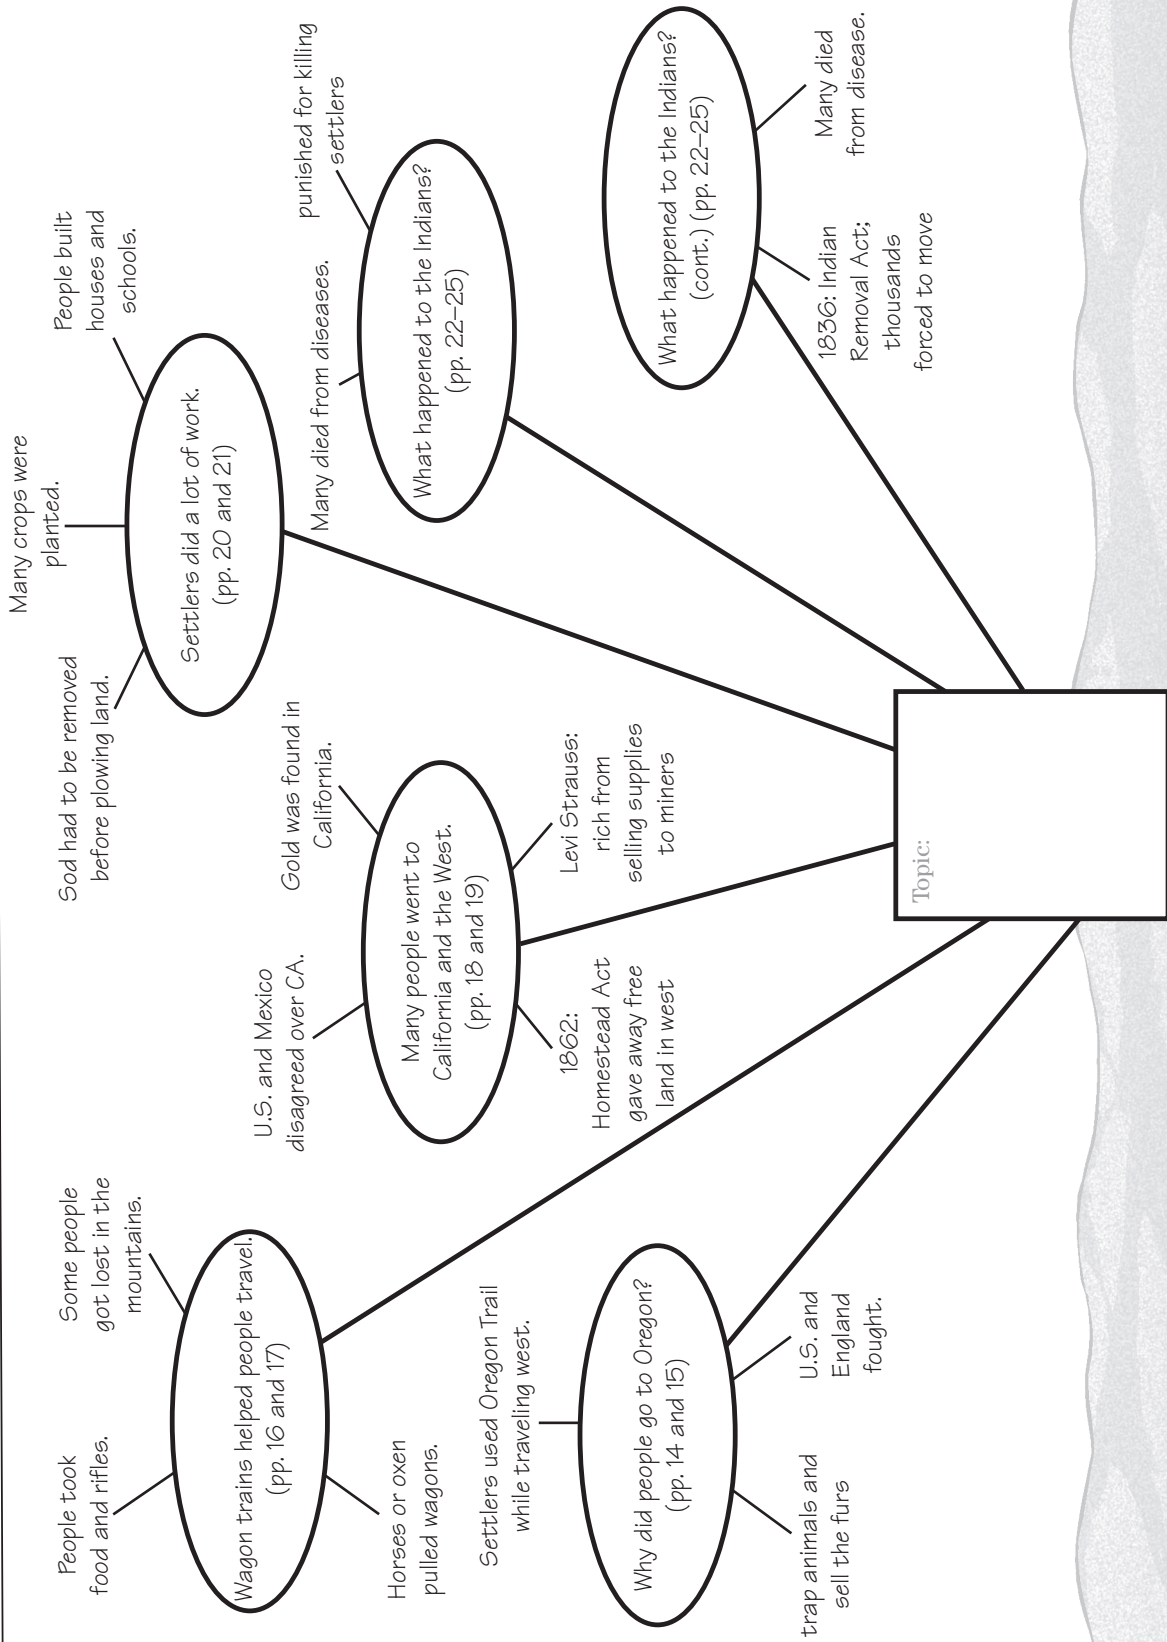 People took
food and rifles.
Some people
got lost in the
mountains.
Wagon trains helped people travel.
(pp. 16 and 17)
Horses or oxen
pulled wagons.
Settlers used Oregon Trail
while traveling west.
Why did people go to Oregon?
(pp. 14 and 15)
trap animals and
sell the furs
U.S. and
England
fought.
U.S. and Mexico
disagreed over CA.
Gold was found in
California.
Many people went to
California and the West.
(pp. 18 and 19)
1862:
Homestead Act
gave away free
land in west
Levi Strauss:
rich from
selling supplies
to miners
Sod had to be removed
before plowing land.
Many crops were
planted.
People built
houses and
schools.
Settlers did a lot of work.
(pp. 20 and 21)
Many died from diseases.
punished for killing
settlers
What happened to the Indians?
(pp. 22–25)
What happened to the Indians?
(cont.) (pp. 22–25)
1836: Indian
Removal Act;
thousands
forced to move
Many died
from disease.
Topic: